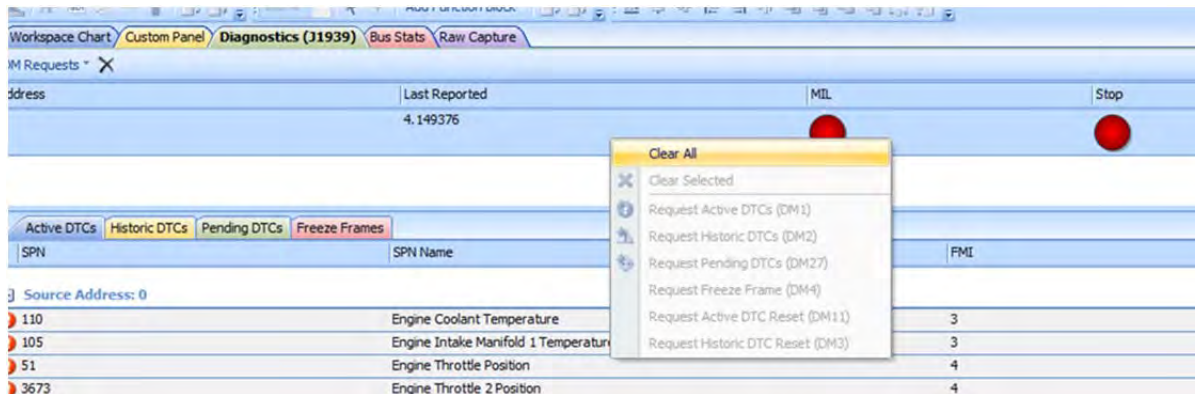 Add Function Block
Workspace Chart Custom Panel Diagnostics (J1939) Bus Stats Raw Capture
DM Requests
ddress Last Reported MIL Stop
4.149376
Clear All
Clear Selected
Request Active DTCs (DM1)
Request Historic DTCs (DM2)
Request Pending DTCs (DM27)
Request Freeze Frame (DM4)
Request Active DTC Reset (DM11)
Request Historic DTC Reset (DM3)
Active DTCs Historic DTCs Pending DTCs Freeze Frames
SPN SPN Name FMI
Source Address: 0
110 Engine Coolant Temperature 3
105 Engine Intake Manifold 1 Temperature 3
51 Engine Throttle Position 4
3673 Engine Throttle 2 Position 4